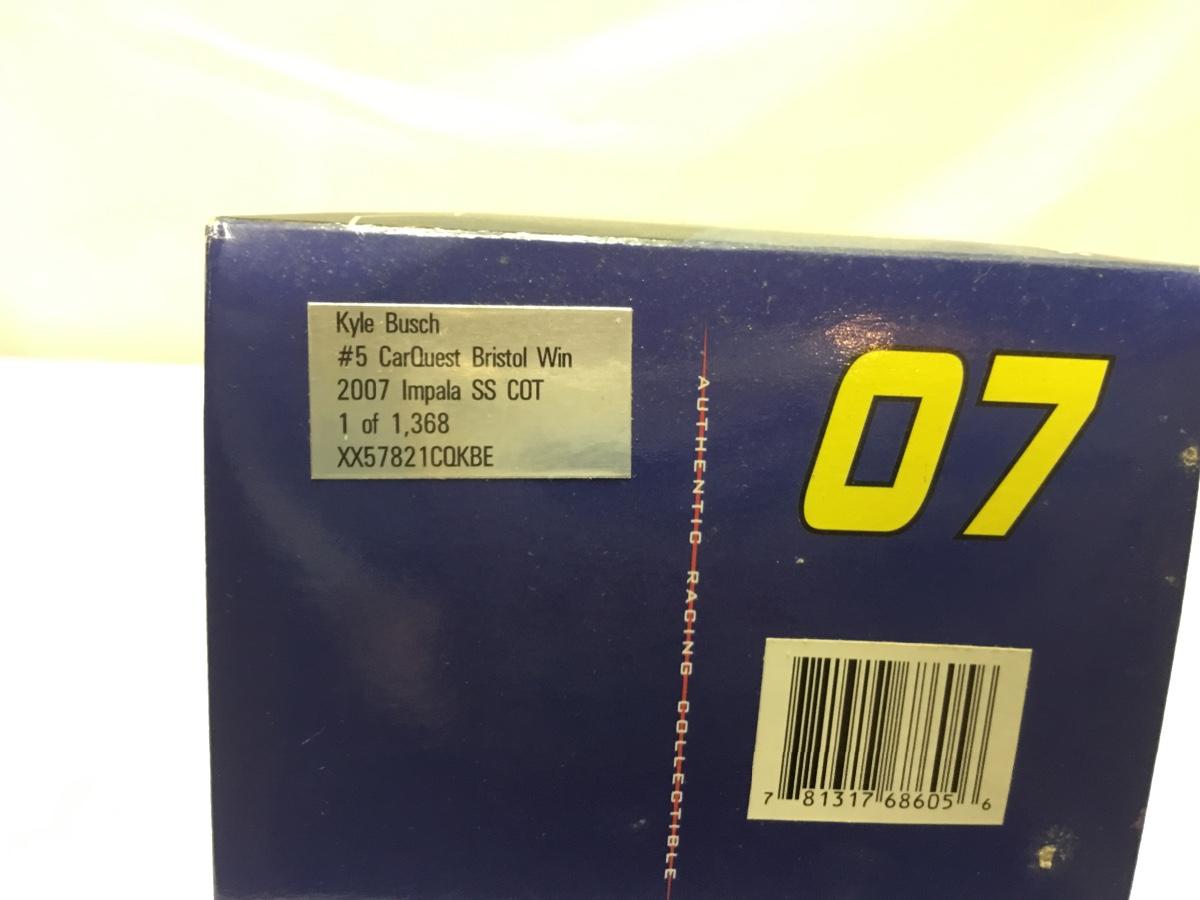 Kyle Busch
#5 CarQuest Bristol Win
2007 Impala SS COT
1 of 1,368
XX57821CQKBE
AUTHENTIC RACING COLLECTIBLE
07
7 81317 68605 6